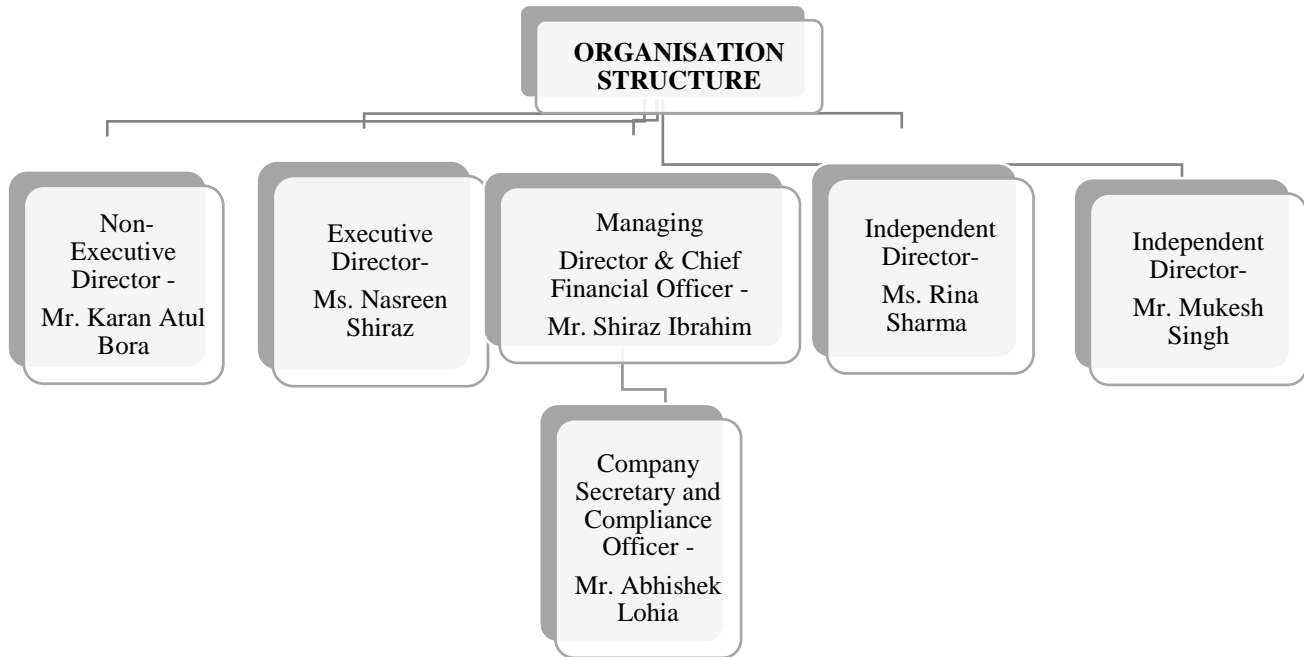 ORGANISATION
STRUCTURE
Non-
Executive
Director -
Mr. Karan Atul
Bora
Executive
Director-
Ms. Nasreen
Shiraz
Managing
Director & Chief
Financial Officer -
Mr. Shiraz Ibrahim
Independent
Director-
Ms. Rina
Sharma
Independent
Director-
Mr. Mukesh
Singh
Company
Secretary and
Compliance
Officer -
Mr. Abhishek
Lohia